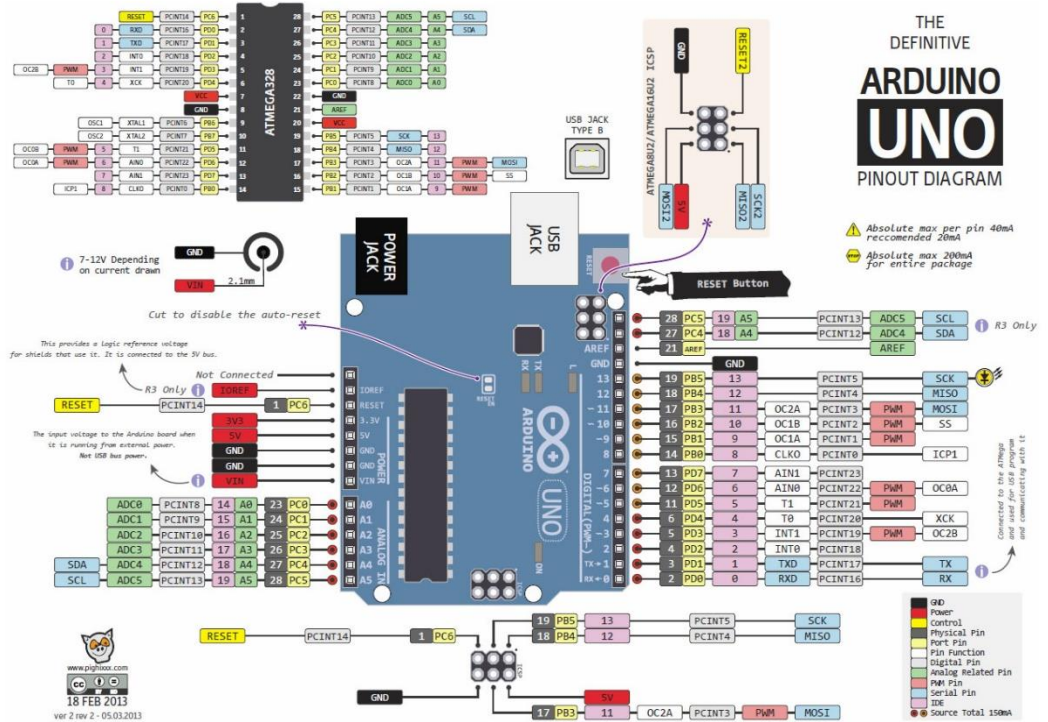 THE
DEFINITIVE
ARDUINO
UNO
PINOUT DIAGRAM
Absolute max per pin 40mA
reccomended 20mA
STOP
Absolute max 200mA
for entire package
ATMEGA328
RESET PCINT14 PC6 1
0 RXD PCINT16 PD0 2
1 TXD PCINT17 PD1 3
2 INT0 PCINT18 PD2 4
OC2B PWM 3 INT1 PCINT19 PD3 5
T0 4 XCK PCINT20 PD4 6
VCC 7
GND 8
OSC1 XTAL1 PCINT6 PB6 9
OSC2 XTAL2 PCINT7 PB7 10
OC0B PWM 5 T1 PCINT21 PD5 11
OC0A PWM 6 AIN0 PCINT22 PD6 12
7 AIN1 PCINT23 PD7 13
ICP1 8 CLKO PCINT0 PB0 14
28 PC5 PCINT13 ADC5 A5 SCL
27 PC4 PCINT12 ADC4 A4 SDA
26 PC3 PCINT11 ADC3 A3
25 PC2 PCINT10 ADC2 A2
24 PC1 PCINT9 ADC1 A1
23 PC0 PCINT8 ADC0 A0
22 GND
21 AREF
20 VCC
19 PB5 PCINT5 SCK 13
18 PB4 PCINT4 MISO 12
17 PB3 PCINT3 OC2A 11 PWM MOSI
16 PB2 PCINT2 OC1B 10 PWM SS
15 PB1 PCINT1 OC1A 9 PWM
USB JACK
TYPE B
ATMEGA8U2/ATMEGA16U2 ICSP
GND
RESET2
MOSI2
5V
MISO2
SCK2
GND
VIN
2.1mm
7-12V Depending
on current drawn
POWER
JACK
USB
JACK
RESET
RESET Button
Cut to disable the auto-reset
This provides a logic reference voltage
for shields that use it. It is connected to the 5V bus.
Not Connected
R3 Only IOREF
RESET PCINT14 1 PC6
3V3
5V
GND
GND
VIN
The input voltage to the Arduino board when
it is running from external power.
Not USB bus power.
ADC0 PCINT8 14 A0 23 PC0
ADC1 PCINT9 15 A1 24 PC1
ADC2 PCINT10 16 A2 25 PC2
ADC3 PCINT11 17 A3 26 PC3
SDA ADC4 PCINT12 18 A4 27 PC4
SCL ADC5 PCINT13 19 A5 28 PC5
IOREF
RESET
3.3V
5V
GND
GND
VIN
POWER
A0
A1
A2
A3
A4
A5
ANALOG IN
RESET
EN
RX
TX
L
ARDUINO
UNO
ON
ICSP
AREF
GND
13
12
~11
~10
~9
8
7
~6
~5
4
~3
2
TX→1
RX←0
DIGITAL(PWM~)
28 PC5 19 A5 PCINT13 ADC5 SCL
27 PC4 18 A4 PCINT12 ADC4 SDA
R3 Only
21 AREF AREF
GND
19 PB5 13 PCINT5 SCK
18 PB4 12 PCINT4 MISO
17 PB3 11 OC2A PCINT3 PWM MOSI
16 PB2 10 OC1B PCINT2 PWM SS
15 PB1 9 OC1A PCINT1 PWM
14 PB0 8 CLKO PCINT0 ICP1
13 PD7 7 AIN1 PCINT23
12 PD6 6 AIN0 PCINT22 PWM OC0A
11 PD5 5 T1 PCINT21 PWM
6 PD4 4 T0 PCINT20 XCK
5 PD3 3 INT1 PCINT19 PWM OC2B
4 PD2 2 INT0 PCINT18
3 PD1 1 TXD PCINT17 TX
2 PD0 0 RXD PCINT16 RX
Connected to the ATMega
and used for USB program
and communicating with it
RESET PCINT14 1 PC6
19 PB5 13 PCINT5 SCK
18 PB4 12 PCINT4 MISO
ICSP
GND
5V
17 PB3 11 OC2A PCINT3 PWM MOSI
GND
Power
Control
Physical Pin
Port Pin
Pin Function
Digital Pin
Analog Related Pin
PWM Pin
Serial Pin
IDE
Source Total 150mA
www.pighixxx.com
cc
BY ND
18 FEB 2013
ver 2 rev 2 - 05.03.2013